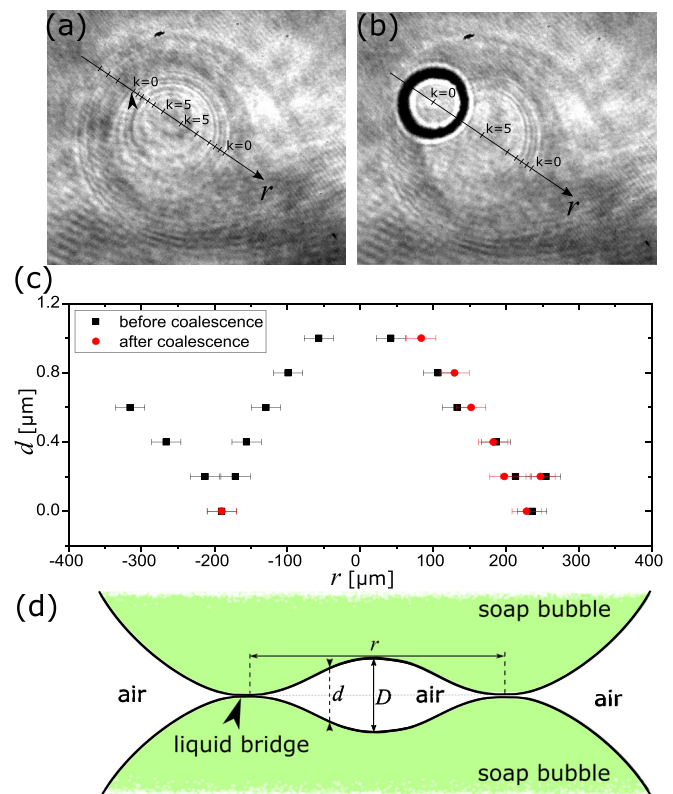 (a)
k=0
k=5
k=5
k=0
r
(b)
k=0
k=5
k=0
r
(c)
1.2
0.8
0.4
0.0
d [μm]
before coalescence
after coalescence
-400
-300
-200
-100
0
100
200
300
400
r [μm]
(d)
soap bubble
r
air
d
D
air
air
liquid bridge
soap bubble